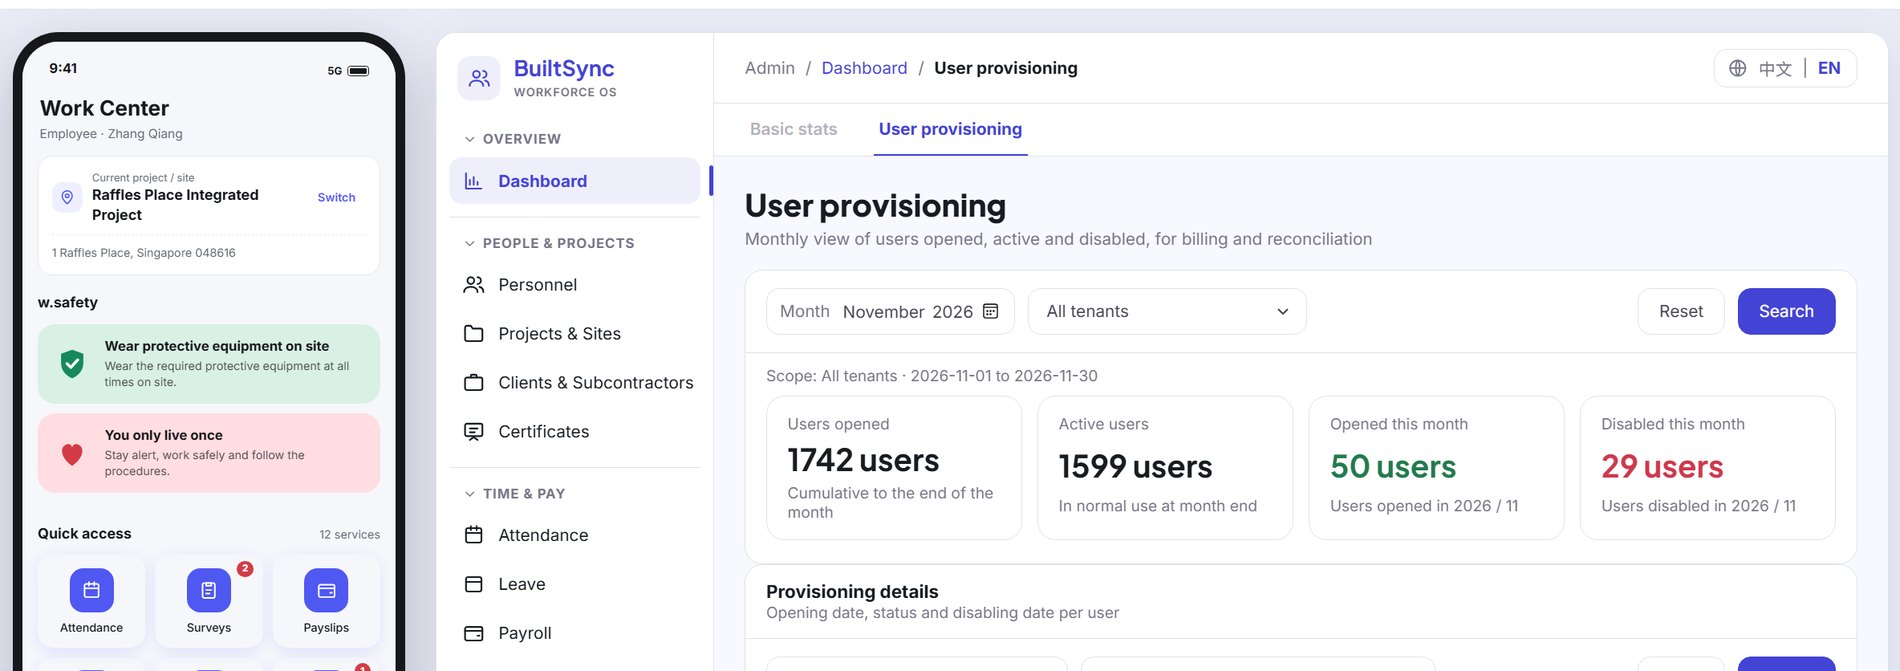 9:41
5G
Work Center
Employee · Zhang Qiang
Current project / site
Raffles Place Integrated
Project
Switch
1 Raffles Place, Singapore 048616
w.safety
Wear protective equipment on site
Wear the required protective equipment at all
times on site.
You only live once
Stay alert, work safely and follow the
procedures.
Quick access
12 services
2
Attendance
Surveys
Payslips
1
BuiltSync
WORKFORCE OS
OVERVIEW
Dashboard
PEOPLE & PROJECTS
Personnel
Projects & Sites
Clients & Subcontractors
Certificates
TIME & PAY
Attendance
Leave
Payroll
Admin / Dashboard / User provisioning
中文 | EN
Basic stats
User provisioning
User provisioning
Monthly view of users opened, active and disabled, for billing and reconciliation
Month November 2026
All tenants
Reset
Search
Scope: All tenants · 2026-11-01 to 2026-11-30
Users opened
1742 users
Cumulative to the end of the
month
Active users
1599 users
In normal use at month end
Opened this month
50 users
Users opened in 2026 / 11
Disabled this month
29 users
Users disabled in 2026 / 11
Provisioning details
Opening date, status and disabling date per user